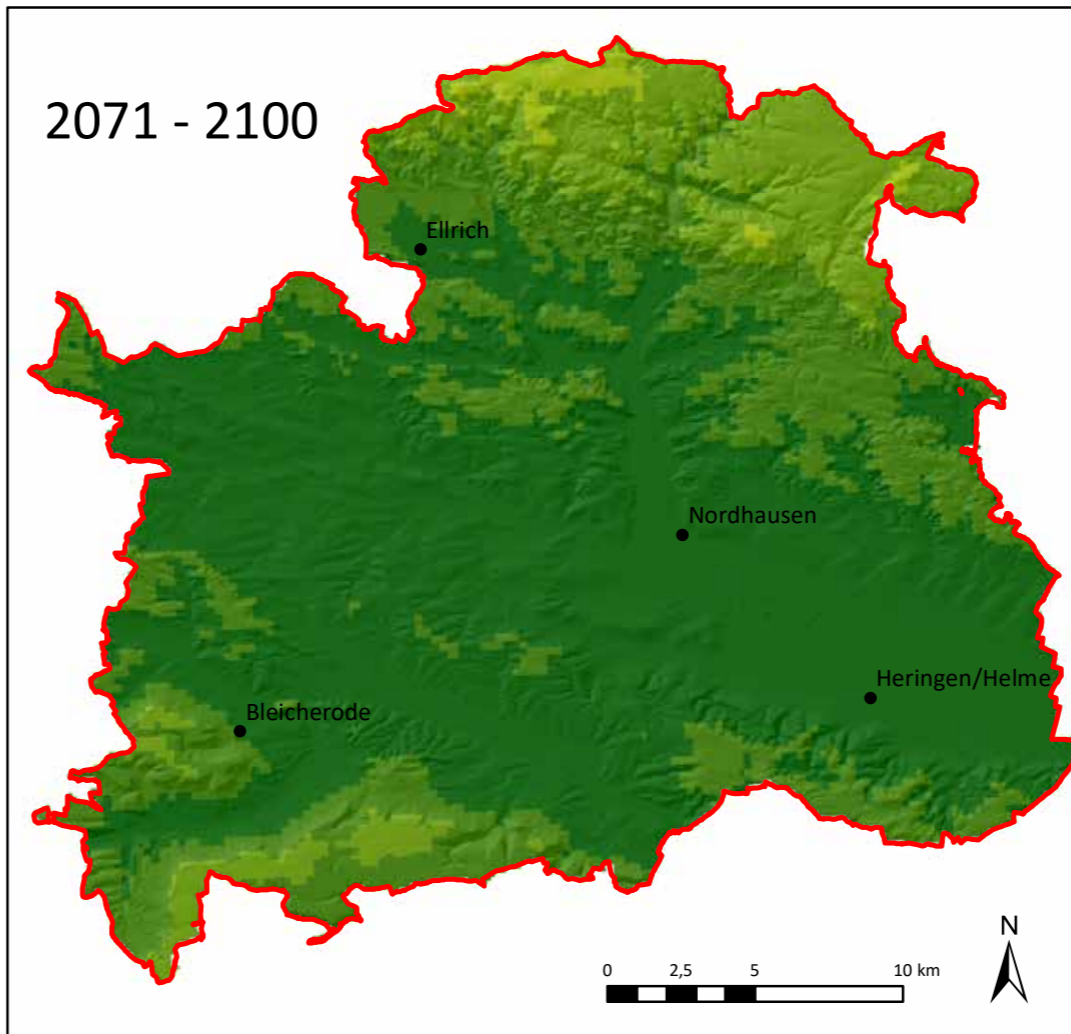 2071 - 2100
Ellrich
Nordhausen
Heringen/Helme
Bleicherode
N
0 2,5 5 10 km